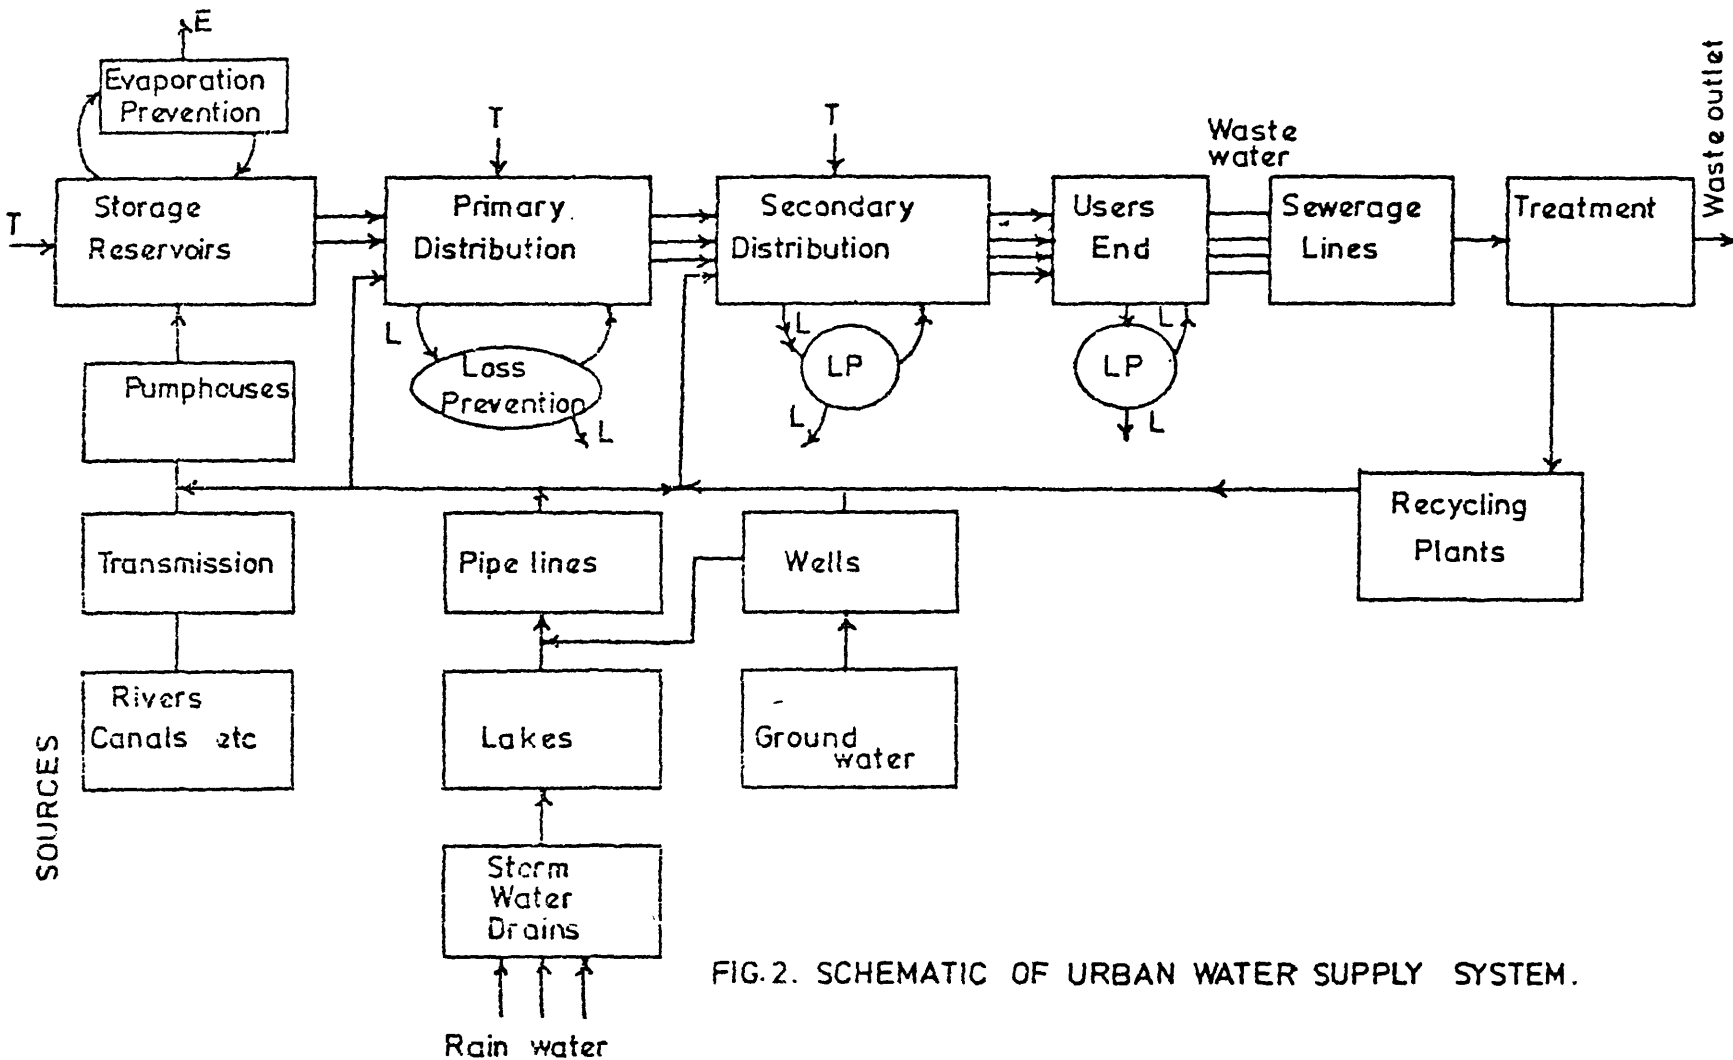 E
Evaporation
Prevention
T
T
T
Waste
water
Waste outlet
Storage
Reservoirs
Primary
Distribution
Secondary
Distribution
Users
End
Sewerage
Lines
Treatment
L
Loss
Prevention
L
L
LP
L
L
LP
L
Pumphouses
Transmission
Pipe lines
Wells
Recycling
Plants
SOURCES
Rivers
Canals etc
Lakes
Ground
water
Storm
Water
Drains
Rain water
FIG.2. SCHEMATIC OF URBAN WATER SUPPLY SYSTEM.